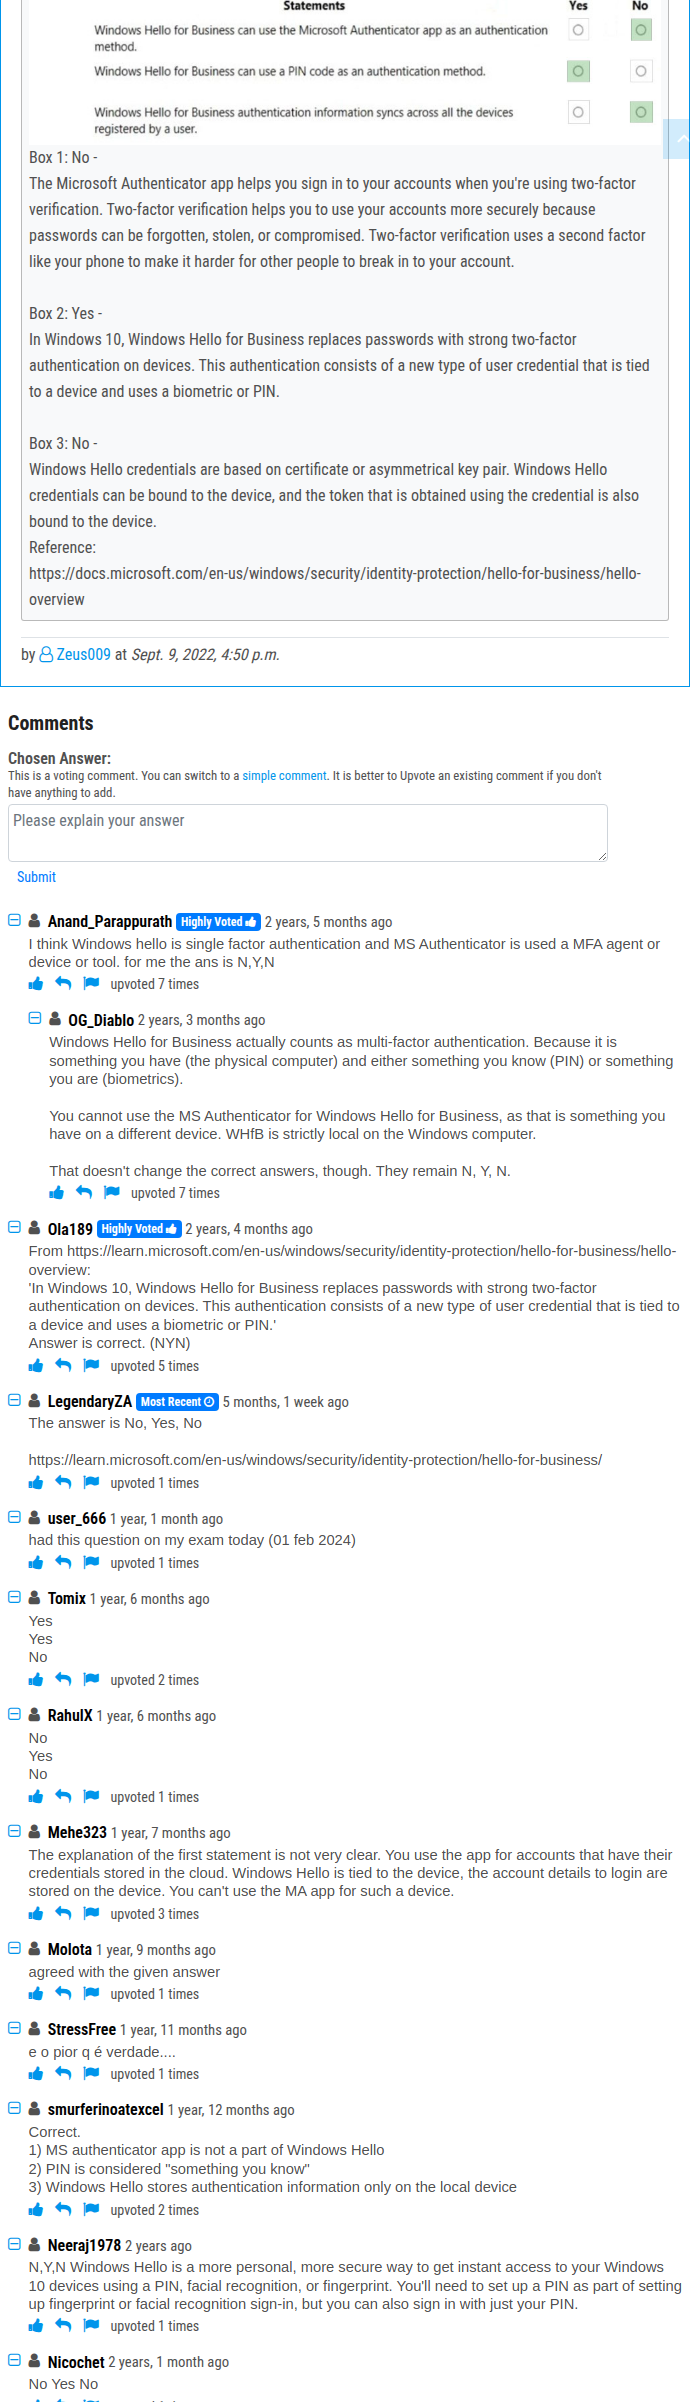 Statements Yes No
Windows Hello for Business can use the Microsoft Authenticator app as an authentication
method.
Windows Hello for Business can use a PIN code as an authentication method.
Windows Hello for Business authentication information syncs across all the devices
registered by a user.
Box 1: No -
The Microsoft Authenticator app helps you sign in to your accounts when you're using two-factor
verification. Two-factor verification helps you to use your accounts more securely because
passwords can be forgotten, stolen, or compromised. Two-factor verification uses a second factor
like your phone to make it harder for other people to break in to your account.
Box 2: Yes -
In Windows 10, Windows Hello for Business replaces passwords with strong two-factor
authentication on devices. This authentication consists of a new type of user credential that is tied
to a device and uses a biometric or PIN.
Box 3: No -
Windows Hello credentials are based on certificate or asymmetrical key pair. Windows Hello
credentials can be bound to the device, and the token that is obtained using the credential is also
bound to the device.
Reference:
https://docs.microsoft.com/en-us/windows/security/identity-protection/hello-for-business/hello-
overview
by Zeus009 at Sept. 9, 2022, 4:50 p.m.
Comments
Chosen Answer:
This is a voting comment. You can switch to a simple comment. It is better to Upvote an existing comment if you don't
have anything to add.
Please explain your answer
Submit
Anand_Parappurath Highly Voted 2 years, 5 months ago
I think Windows hello is single factor authentication and MS Authenticator is used a MFA agent or
device or tool. for me the ans is N,Y,N
upvoted 7 times
OG_Diablo 2 years, 3 months ago
Windows Hello for Business actually counts as multi-factor authentication. Because it is
something you have (the physical computer) and either something you know (PIN) or something
you are (biometrics).
You cannot use the MS Authenticator for Windows Hello for Business, as that is something you
have on a different device. WHfB is strictly local on the Windows computer.
That doesn't change the correct answers, though. They remain N, Y, N.
upvoted 7 times
Ola189 Highly Voted 2 years, 4 months ago
From https://learn.microsoft.com/en-us/windows/security/identity-protection/hello-for-business/hello-
overview:
'In Windows 10, Windows Hello for Business replaces passwords with strong two-factor
authentication on devices. This authentication consists of a new type of user credential that is tied to
a device and uses a biometric or PIN.'
Answer is correct. (NYN)
upvoted 5 times
LegendaryZA Most Recent 5 months, 1 week ago
The answer is No, Yes, No
https://learn.microsoft.com/en-us/windows/security/identity-protection/hello-for-business/
upvoted 1 times
user_666 1 year, 1 month ago
had this question on my exam today (01 feb 2024)
upvoted 1 times
Tomix 1 year, 6 months ago
Yes
Yes
No
upvoted 2 times
RahulX 1 year, 6 months ago
No
Yes
No
upvoted 1 times
Mehe323 1 year, 7 months ago
The explanation of the first statement is not very clear. You use the app for accounts that have their
credentials stored in the cloud. Windows Hello is tied to the device, the account details to login are
stored on the device. You can't use the MA app for such a device.
upvoted 3 times
Molota 1 year, 9 months ago
agreed with the given answer
upvoted 1 times
StressFree 1 year, 11 months ago
e o pior q é verdade....
upvoted 1 times
smurferinoatexcel 1 year, 12 months ago
Correct.
1) MS authenticator app is not a part of Windows Hello
2) PIN is considered "something you know"
3) Windows Hello stores authentication information only on the local device
upvoted 2 times
Neeraj1978 2 years ago
N,Y,N Windows Hello is a more personal, more secure way to get instant access to your Windows
10 devices using a PIN, facial recognition, or fingerprint. You'll need to set up a PIN as part of setting
up fingerprint or facial recognition sign-in, but you can also sign in with just your PIN.
upvoted 1 times
Nicochet 2 years, 1 month ago
No Yes No